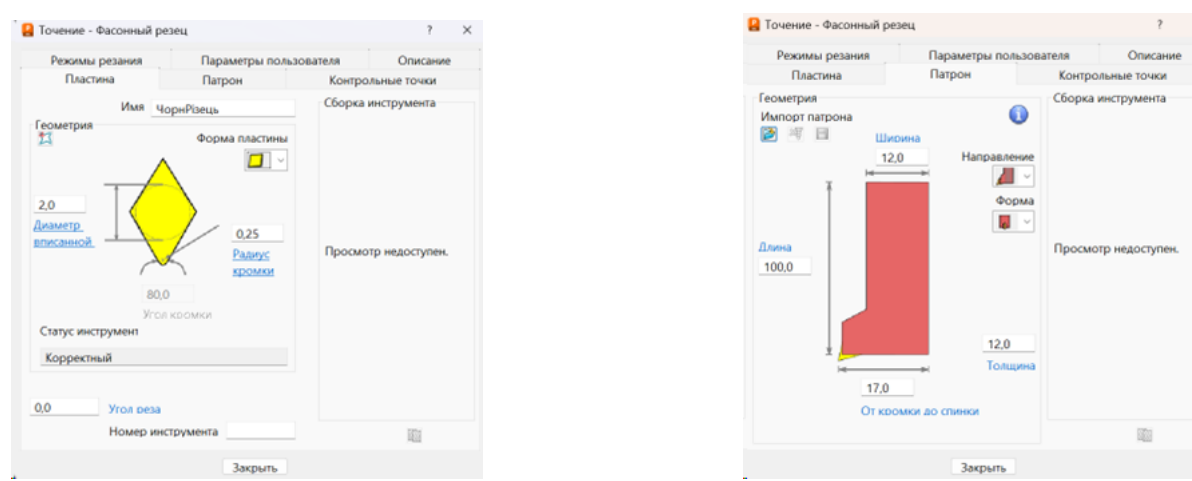 Точение - Фасонный резец ? ×
Режимы резания Параметры пользователя Описание
Пластина Патрон Контрольные точки
Имя ЧорнРізець
Сборка инструмента
Геометрия
Форма пластины
2,0
Диаметр
вписанной
0,25
Радиус
кромки
80,0
Угол кромки
Просмотр недоступен.
Статус инструмент
Корректный
0,0 Угол реза
Номер инструмента
Закрыть
Точение - Фасонный резец ?
Режимы резания Параметры пользователя Описание
Пластина Патрон Контрольные точки
Геометрия
Сборка инструмента
Импорт патрона
Ширина
12,0
Направление
Форма
Длина
100,0
Просмотр недоступен.
12,0
Толщина
17,0
От кромки до спинки
Закрыть